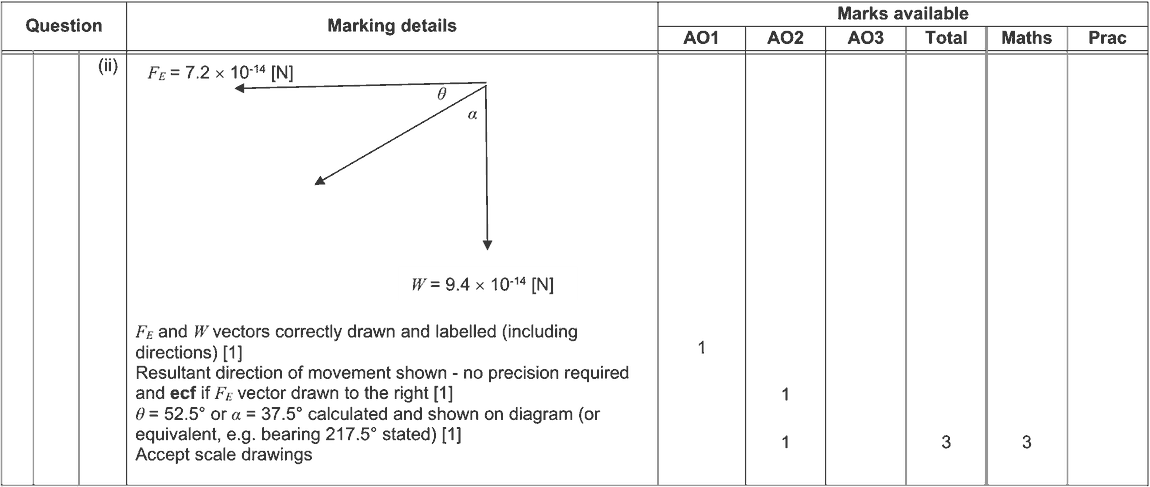 Question Marking details Marks available
AO1 AO2 AO3 Total Maths Prac
(ii) F_E = 7.2 × 10⁻¹⁴ [N]
θ
α
W = 9.4 × 10⁻¹⁴ [N]
F_E and W vectors correctly drawn and labelled (including
directions) [1] 1
Resultant direction of movement shown - no precision required
and ecf if F_E vector drawn to the right [1] 1
θ = 52.5° or α = 37.5° calculated and shown on diagram (or
equivalent, e.g. bearing 217.5° stated) [1] 1 3 3
Accept scale drawings